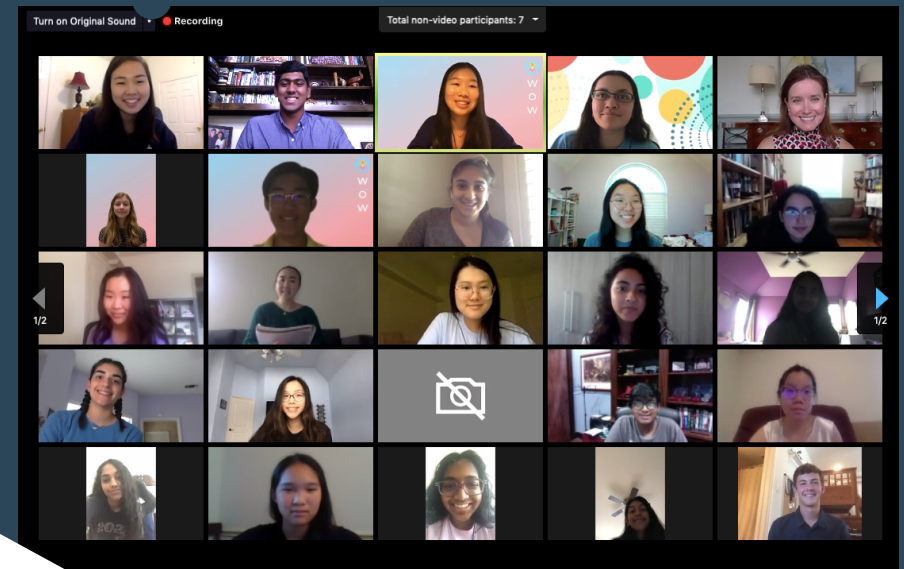 Turn on Original Sound
Recording
Total non-video participants: 7
W
O
W
W
O
W
1/2
1/2